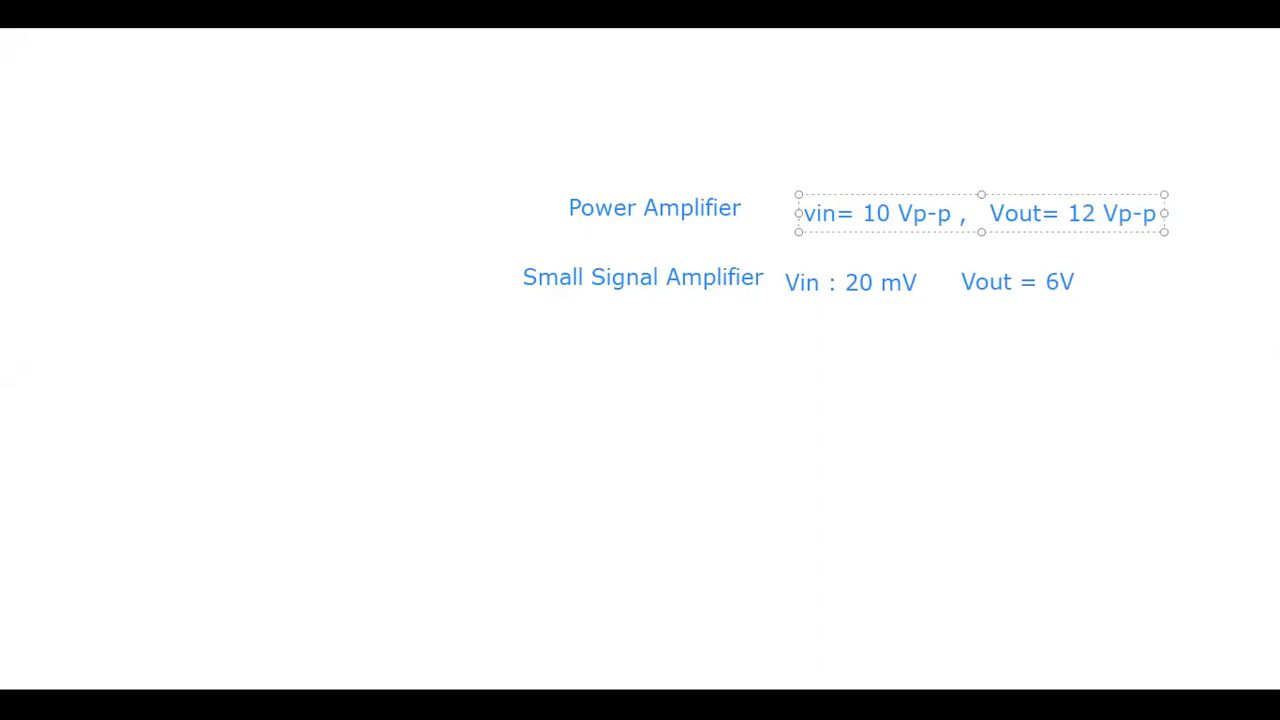 Power Amplifier vin= 10 Vp-p , Vout= 12 Vp-p
Small Signal Amplifier Vin : 20 mV Vout = 6V